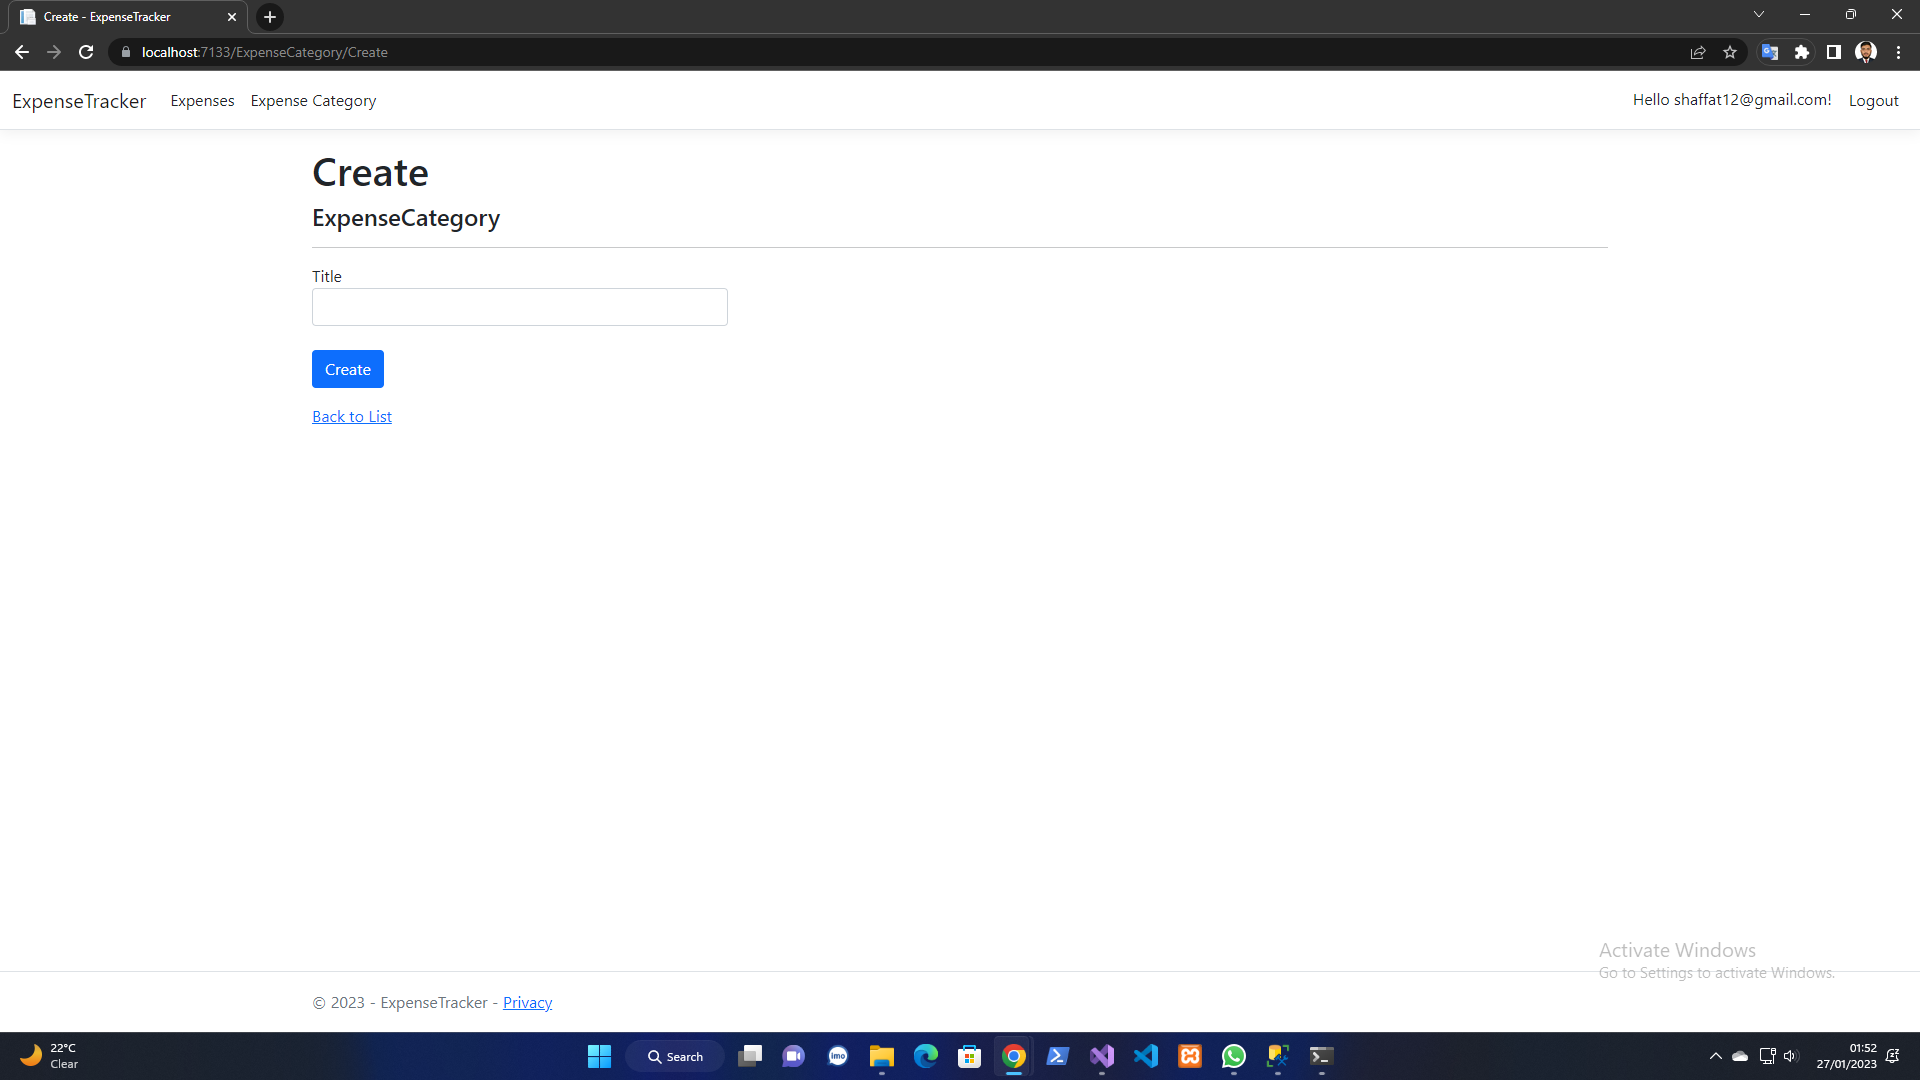 Create - ExpenseTracker
localhost:7133/ExpenseCategory/Create
ExpenseTracker Expenses Expense Category Hello shaffat12@gmail.com! Logout
Create
ExpenseCategory
Title
Create
Back to List
Activate Windows
Go to Settings to activate Windows.
© 2023 - ExpenseTracker - Privacy
22°C
Clear
Search
imo
01:52
27/01/2023